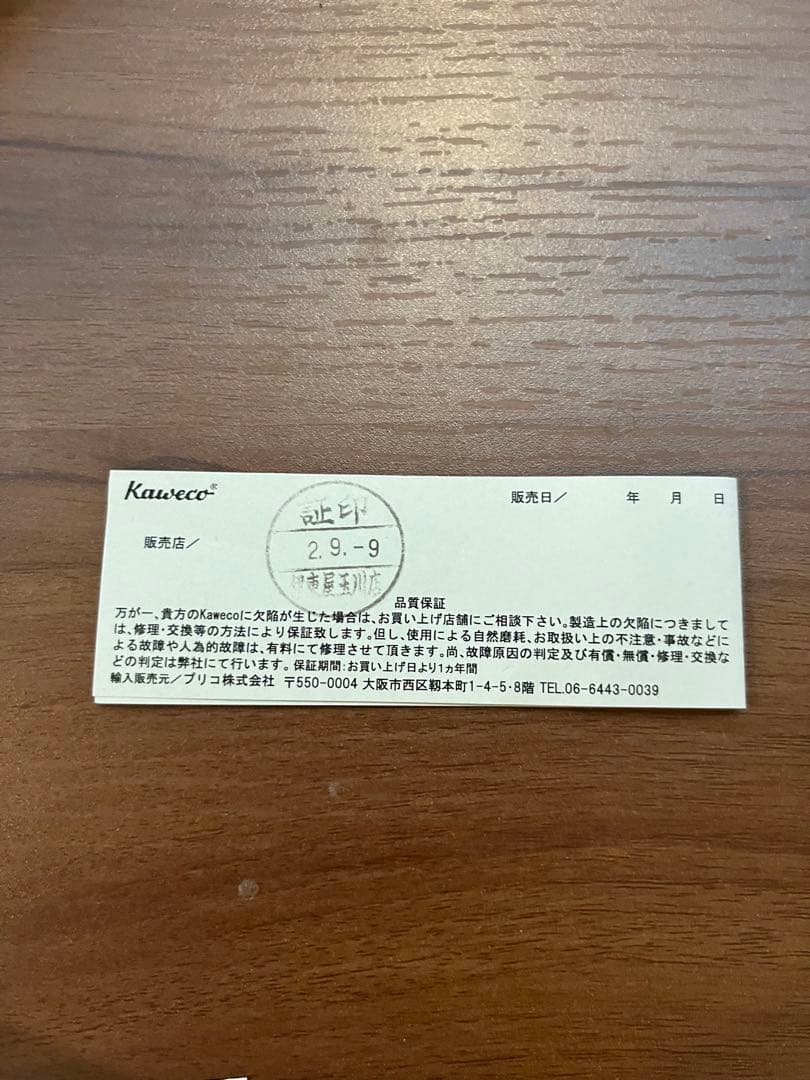 Kaweco®
販売日/ 年 月 日
販売店/
証印
2.9.-9
伊東屋玉川店
品質保証
万が一、貴方のKawecoに欠陥が生じた場合は、お買い上げ店舗にご相談下さい。製造上の欠陥につきまして
は、修理・交換等の方法により保証致します。但し、使用による自然磨耗、お取扱い上の不注意・事故などに
よる故障や人為的故障は、有料にて修理させて頂きます。尚、故障原因の判定及び有償・無償・修理・交換な
どの判定は弊社にて行います。保証期間:お買い上げ日より1ヵ年間
輸入販売元/プリコ株式会社 〒550-0004 大阪市西区靱本町1-4-5・8階 TEL.06-6443-0039